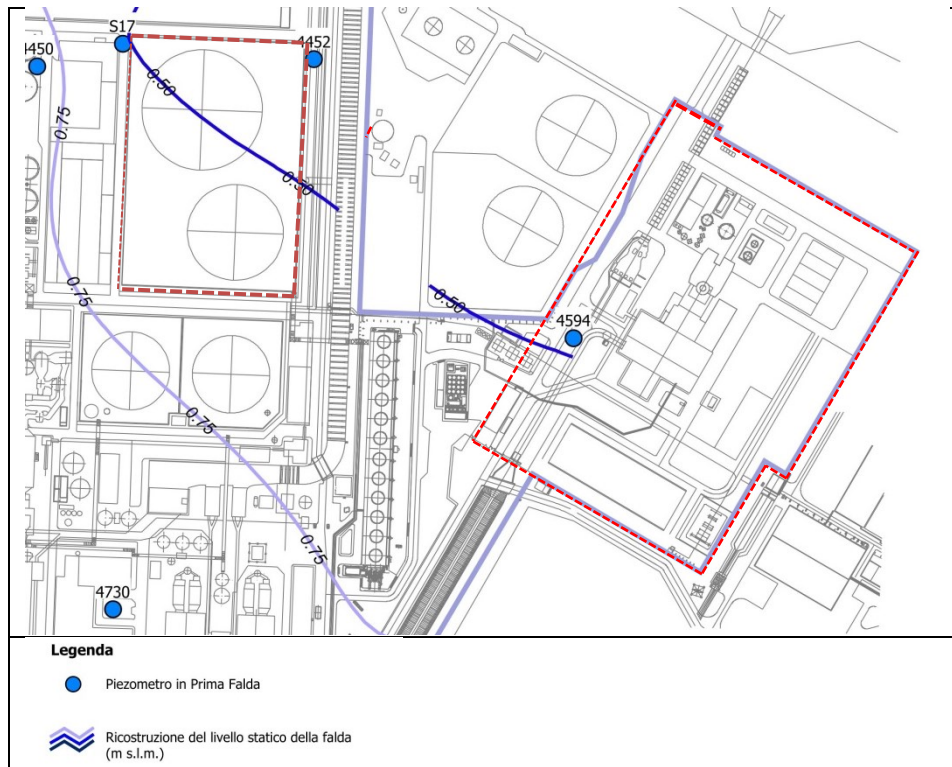 S17
4450
4452
0.50
0.75
0.50
0.50
4594
0.75
0.75
0.75
4730
Legenda
Piezometro in Prima Falda
Ricostruzione del livello statico della falda
(m s.l.m.)